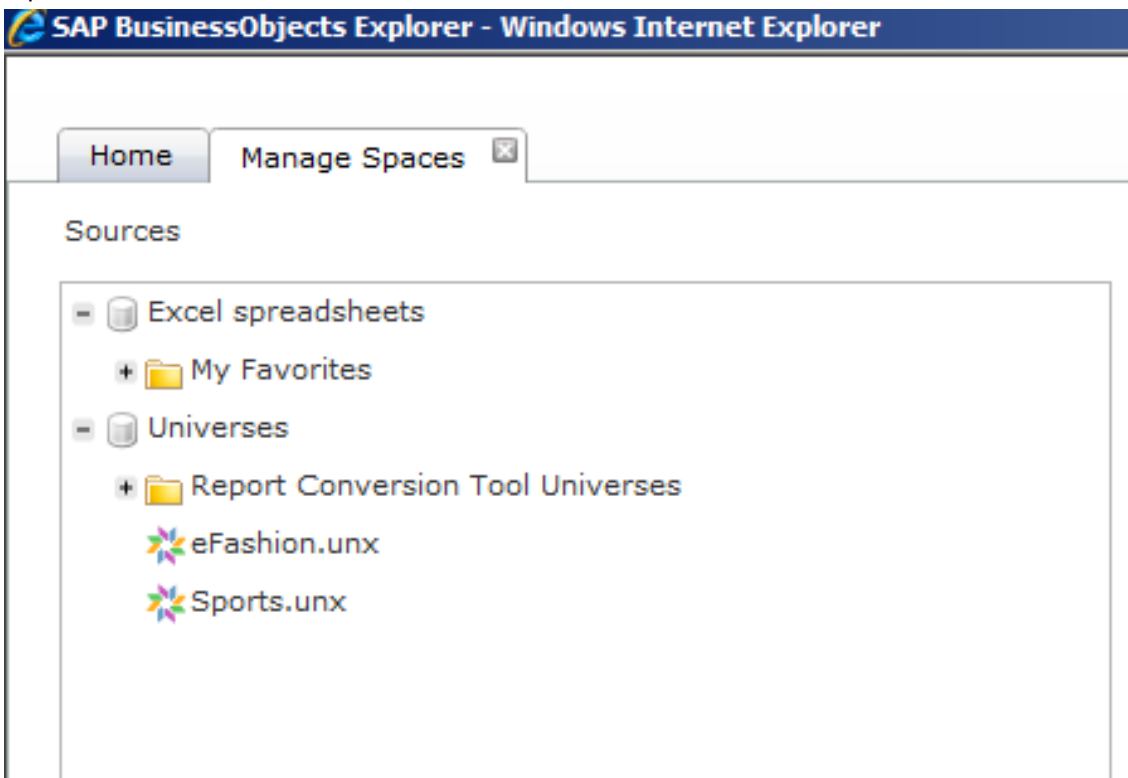 SAP BusinessObjects Explorer - Windows Internet Explorer
Home Manage Spaces
Sources
Excel spreadsheets
My Favorites
Universes
Report Conversion Tool Universes
eFashion.unx
Sports.unx